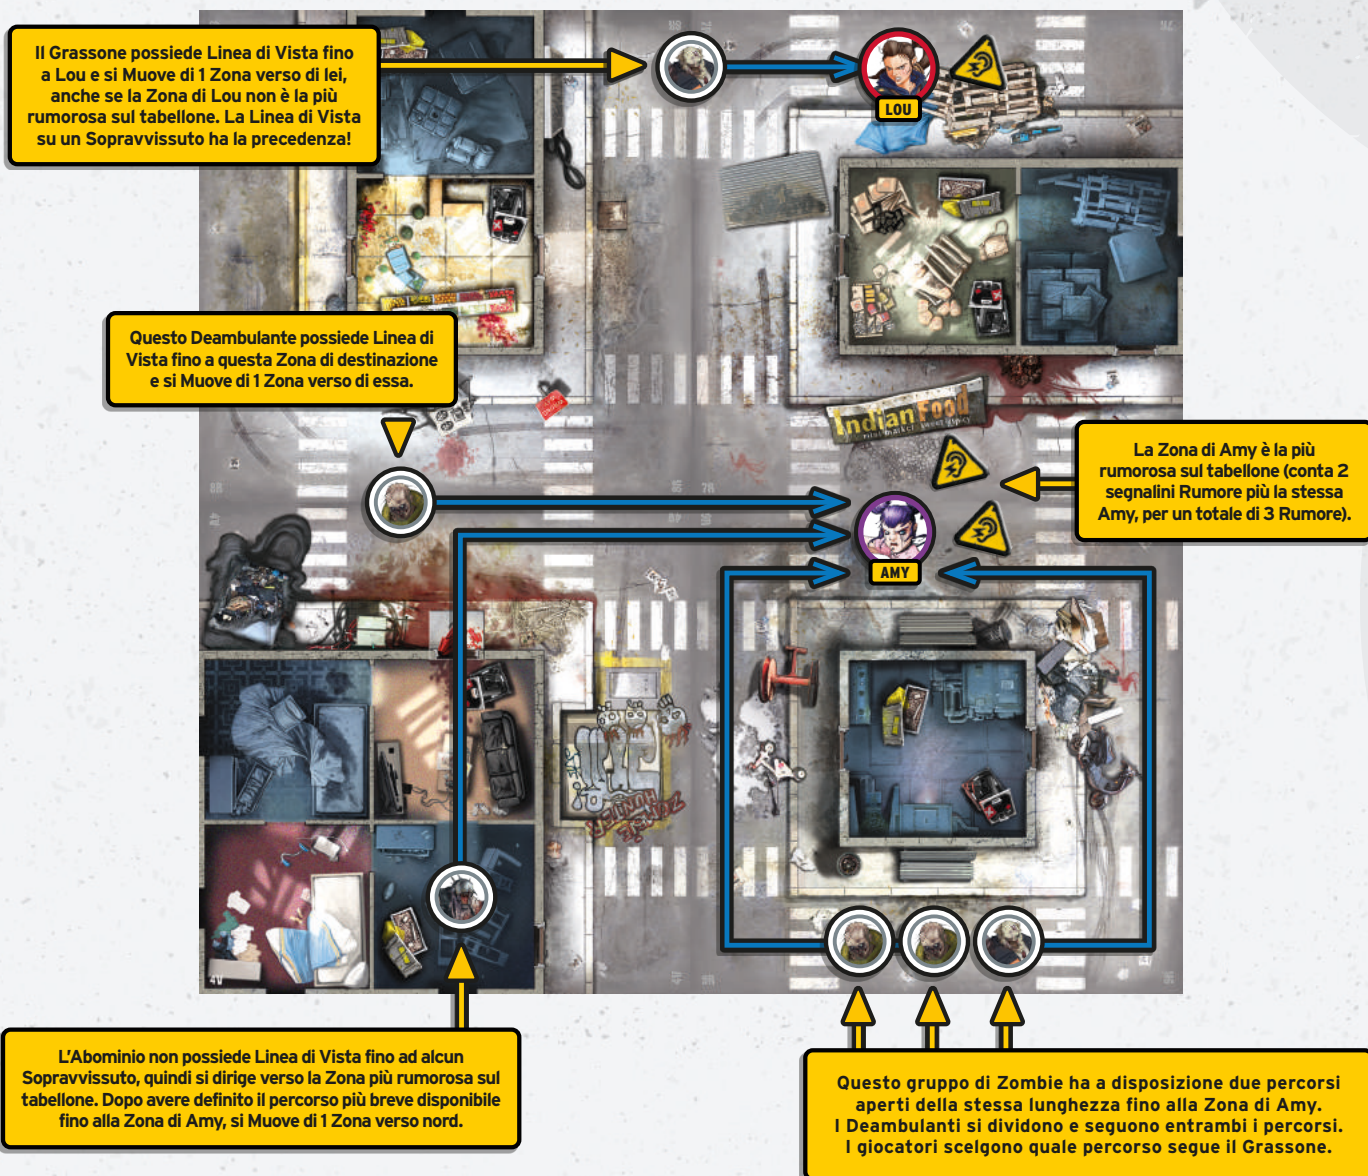 Il Grassone possiede Linea di Vista fino
a Lou e si Muove di 1 Zona verso di lei,
anche se la Zona di Lou non è la più
rumorosa sul tabellone. La Linea di Vista
su un Sopravvissuto ha la precedenza!
LOU
Questo Deambulante possiede Linea di
Vista fino a questa Zona di destinazione
e si Muove di 1 Zona verso di essa.
Indian Food
La Zona di Amy è la più
rumorosa sul tabellone (conta 2
segnalini Rumore più la stessa
Amy, per un totale di 3 Rumore).
AMY
ZOMBIE
HUNTER
4V
L'Abominio non possiede Linea di Vista fino ad alcun
Sopravvissuto, quindi si dirige verso la Zona più rumorosa sul
tabellone. Dopo avere definito il percorso più breve disponibile
fino alla Zona di Amy, si Muove di 1 Zona verso nord.
Questo gruppo di Zombie ha a disposizione due percorsi
aperti della stessa lunghezza fino alla Zona di Amy.
I Deambulanti si dividono e seguono entrambi i percorsi.
I giocatori scelgono quale percorso segue il Grassone.